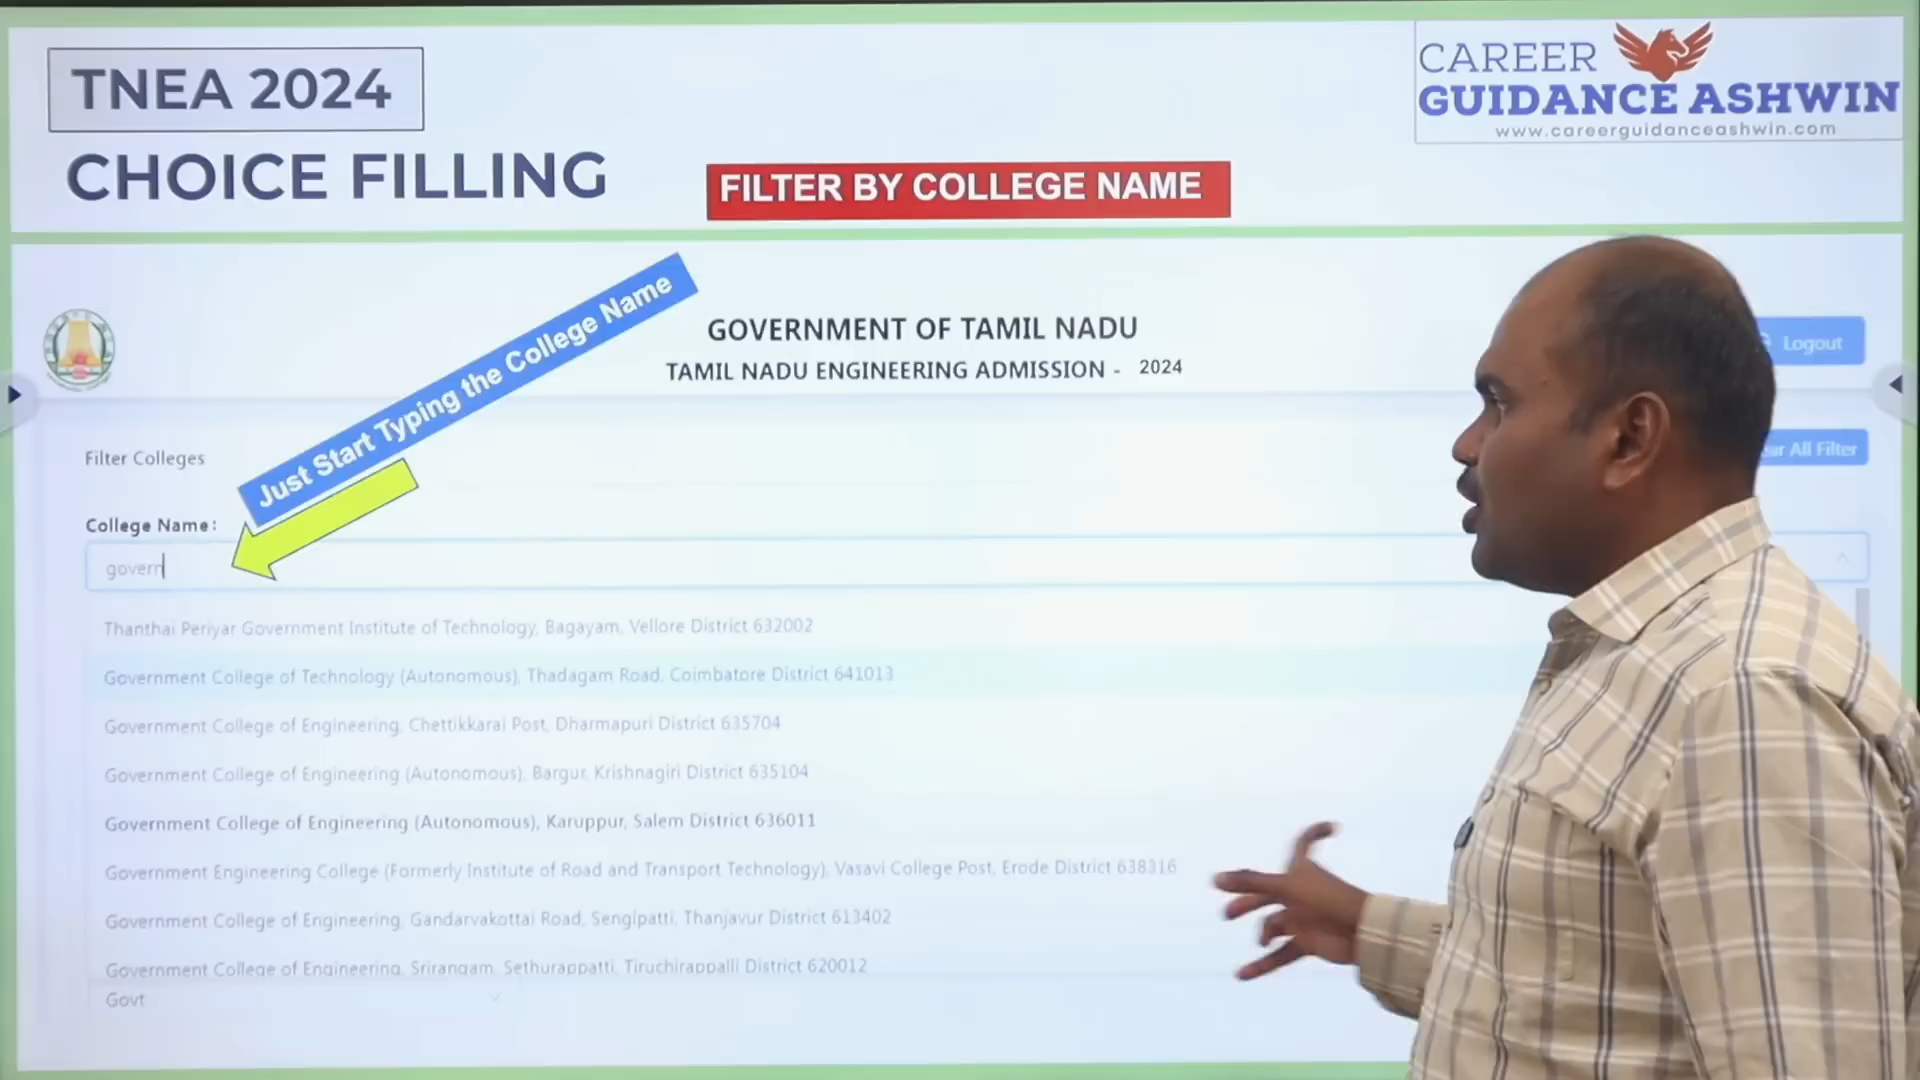 TNEA 2024
CHOICE FILLING
CAREER
GUIDANCE ASHWIN
www.careerguidanceashwin.com
FILTER BY COLLEGE NAME
Just Start Typing the College Name
GOVERNMENT OF TAMIL NADU
TAMIL NADU ENGINEERING ADMISSION - 2024
Logout
Filter Colleges
All Filter
College Name:
govern
Thanthai Periyar Government Institute of Technology, Bagayam, Vellore District 632002
Government College of Technology (Autonomous), Thadagam Road, Coimbatore District 641013
Government College of Engineering, Chettikkarai Post, Dharmapuri District 635704
Government College of Engineering (Autonomous), Bargur, Krishnagiri District 635104
Government College of Engineering (Autonomous), Karuppur, Salem District 636011
Government Engineering College (Formerly Institute of Road and Transport Technology), Vasavi College Post, Erode District 638316
Government College of Engineering, Gandarvakottai Road, Sengipatti, Thanjavur District 613402
Government College of Engineering, Srirangam, Sethurappatti, Tiruchirappalli District 620012
Govt